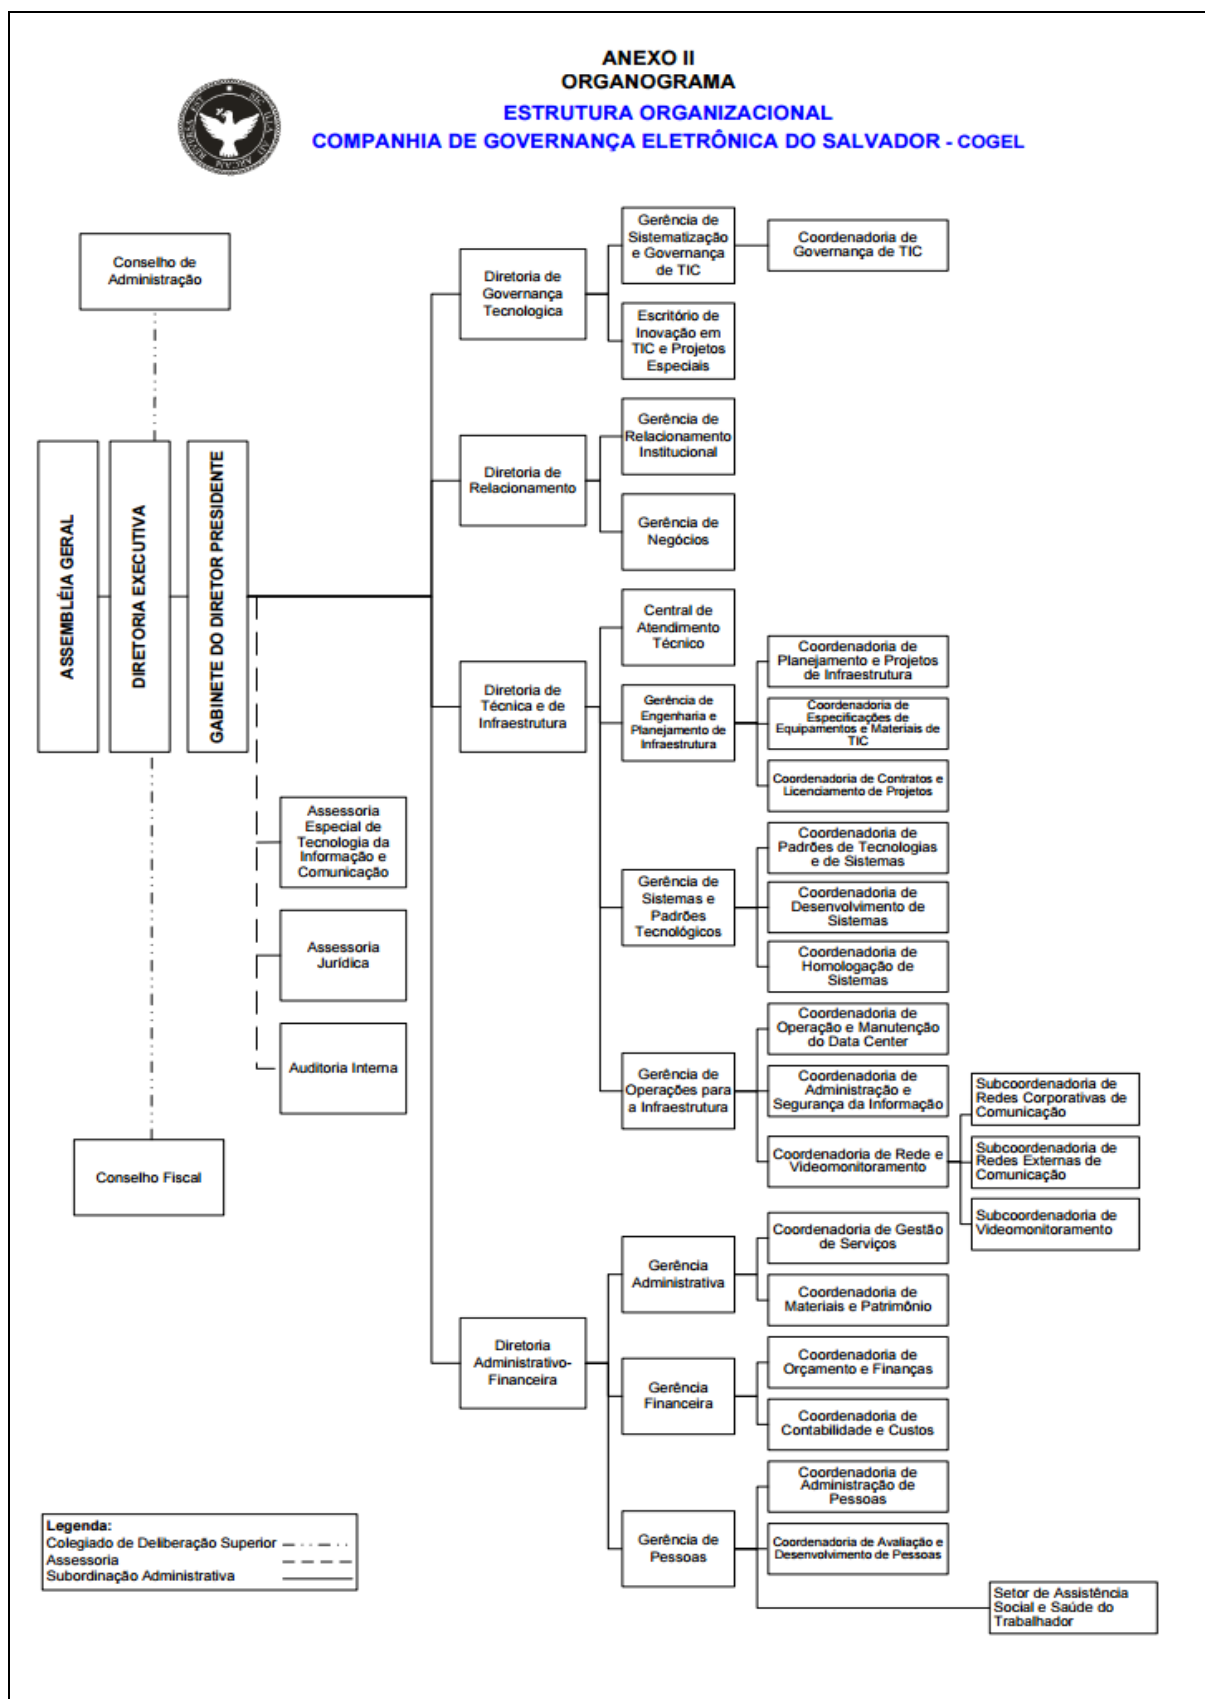 ANEXO II
ORGANOGRAMA
ESTRUTURA ORGANIZACIONAL
COMPANHIA DE GOVERNANÇA ELETRÔNICA DO SALVADOR - COGEL
Conselho de
Administração
ASSEMBLÉIA GERAL
DIRETORIA EXECUTIVA
GABINETE DO DIRETOR PRESIDENTE
Conselho Fiscal
Assessoria
Especial de
Tecnologia da
Informação e
Comunicação
Assessoria
Jurídica
Auditoria Interna
Diretoria de
Governança
Tecnologica
Gerência de
Sistematização
e Governança
de TIC
Coordenadoria de
Governança de TIC
Escritório de
Inovação em
TIC e Projetos
Especiais
Diretoria de
Relacionamento
Gerência de
Relacionamento
Institucional
Gerência de
Negócios
Diretoria de
Técnica e de
Infraestrutura
Central de
Atendimento
Técnico
Gerência de
Engenharia e
Planejamento de
Infraestrutura
Coordenadoria de
Planejamento e Projetos
de Infraestrutura
Coordenadoria de
Especificações de
Equipamentos e Materiais de
TIC
Coordenadoria de Contratos e
Licenciamento de Projetos
Gerência de
Sistemas e
Padrões
Tecnológicos
Coordenadoria de
Padrões de Tecnologias
e de Sistemas
Coordenadoria de
Desenvolvimento de
Sistemas
Coordenadoria de
Homologação de
Sistemas
Gerência de
Operações para
a Infraestrutura
Coordenadoria de
Operação e Manutenção
do Data Center
Coordenadoria de
Administração e
Segurança da Informação
Coordenadoria de Rede e
Videomonitoramento
Subcoordenadoria de
Redes Corporativas de
Comunicação
Subcoordenadoria de
Redes Externas de
Comunicação
Subcoordenadoria de
Videomonitoramento
Diretoria
Administrativo-
Financeira
Gerência
Administrativa
Coordenadoria de Gestão
de Serviços
Coordenadoria de
Materiais e Patrimônio
Gerência
Financeira
Coordenadoria de
Orçamento e Finanças
Coordenadoria de
Contabilidade e Custos
Gerência de
Pessoas
Coordenadoria de
Administração de
Pessoas
Coordenadoria de Avaliação e
Desenvolvimento de Pessoas
Setor de Assistência
Social e Saúde do
Trabalhador
Legenda:
Colegiado de Deliberação Superior
Assessoria
Subordinação Administrativa